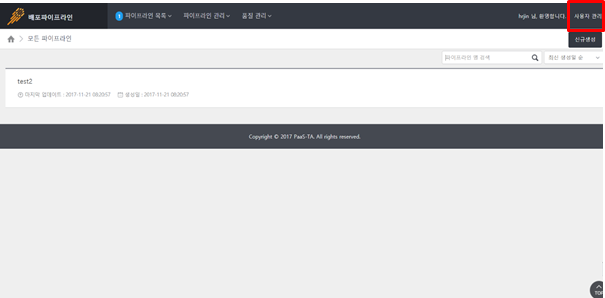 배포파이프라인
1 파이프라인 목록 파이프라인 관리 품질 관리
hsjin 님, 환영합니다. 사용자 관리
모든 파이프라인
신규생성
파이프라인 명 검색 최신 생성일 순
test2
마지막 업데이트 : 2017-11-21 08:20:57 생성일 : 2017-11-21 08:20:57
Copyright © 2017 PaaS-TA. All rights reserved.
TOP